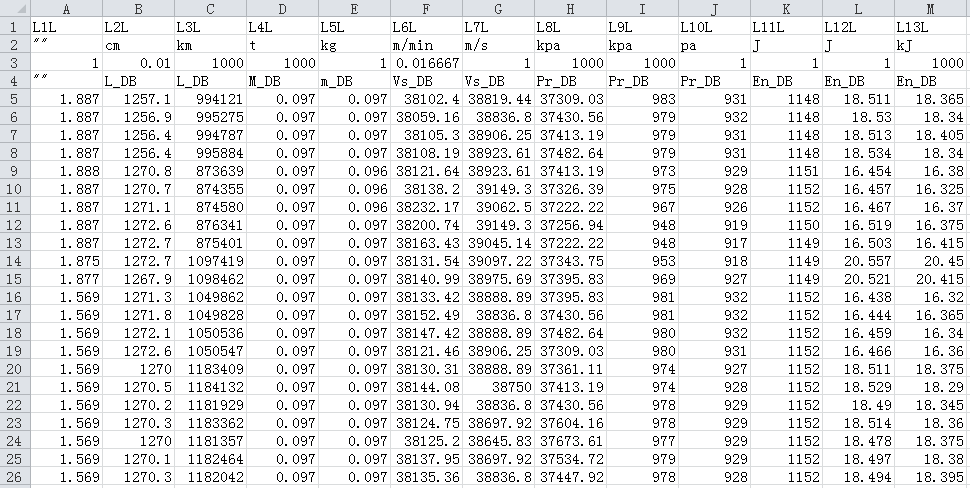 A B C D E F G H I J K L M
1 L1L L2L L3L L4L L5L L6L L7L L8L L9L L10L L11L L12L L13L
2 "" cm km t kg m/min m/s kpa kpa pa J J kJ
3 1 0.01 1000 1000 1 0.016667 1 1000 1000 1 1 1 1000
4 "" L_DB L_DB M_DB m_DB Vs_DB Vs_DB Pr_DB Pr_DB Pr_DB En_DB En_DB En_DB
5 1.887 1257.1 994121 0.097 0.097 38102.4 38819.44 37309.03 983 931 1148 18.511 18.365
6 1.887 1256.9 995275 0.097 0.097 38059.16 38836.8 37430.56 979 932 1148 18.53 18.34
7 1.887 1256.4 994787 0.097 0.097 38105.3 38906.25 37413.19 979 931 1148 18.513 18.405
8 1.887 1256.4 995884 0.097 0.097 38108.19 38923.61 37482.64 979 931 1148 18.534 18.34
9 1.888 1270.8 873639 0.097 0.096 38121.64 38923.61 37413.19 973 929 1151 16.454 16.38
10 1.887 1270.7 874355 0.097 0.096 38138.2 39149.3 37326.39 975 928 1152 16.457 16.325
11 1.887 1271.1 874580 0.097 0.096 38232.17 39062.5 37222.22 967 926 1152 16.467 16.37
12 1.887 1272.6 876341 0.097 0.097 38200.74 39149.3 37256.94 948 919 1150 16.519 16.375
13 1.887 1272.7 875401 0.097 0.097 38163.43 39045.14 37222.22 948 917 1149 16.503 16.415
14 1.875 1272.7 1097419 0.097 0.097 38131.54 39097.22 37343.75 953 918 1149 20.557 20.45
15 1.877 1267.9 1098462 0.097 0.097 38140.99 38975.69 37395.83 969 927 1149 20.521 20.415
16 1.569 1271.3 1049862 0.097 0.097 38133.42 38888.89 37395.83 981 932 1152 16.438 16.32
17 1.569 1271.8 1049828 0.097 0.097 38152.49 38836.8 37430.56 981 932 1152 16.444 16.365
18 1.569 1272.1 1050536 0.097 0.097 38147.42 38888.89 37482.64 980 932 1152 16.459 16.34
19 1.569 1272.6 1050547 0.097 0.097 38121.46 38906.25 37309.03 980 931 1152 16.466 16.36
20 1.569 1270 1183409 0.097 0.097 38130.31 38888.89 37361.11 974 927 1152 18.511 18.375
21 1.569 1270.5 1184132 0.097 0.097 38144.08 38750 37413.19 974 928 1152 18.529 18.29
22 1.569 1270.2 1181929 0.097 0.097 38130.94 38836.8 37430.56 978 929 1152 18.49 18.345
23 1.569 1270.3 1183362 0.097 0.097 38124.75 38697.92 37604.16 978 929 1152 18.514 18.36
24 1.569 1270 1181357 0.097 0.097 38125.2 38645.83 37673.61 977 929 1152 18.478 18.375
25 1.569 1270.1 1182464 0.097 0.097 38137.95 38697.92 37534.72 979 929 1152 18.497 18.38
26 1.569 1270.3 1182042 0.097 0.097 38135.36 38836.8 37447.92 978 928 1152 18.494 18.395